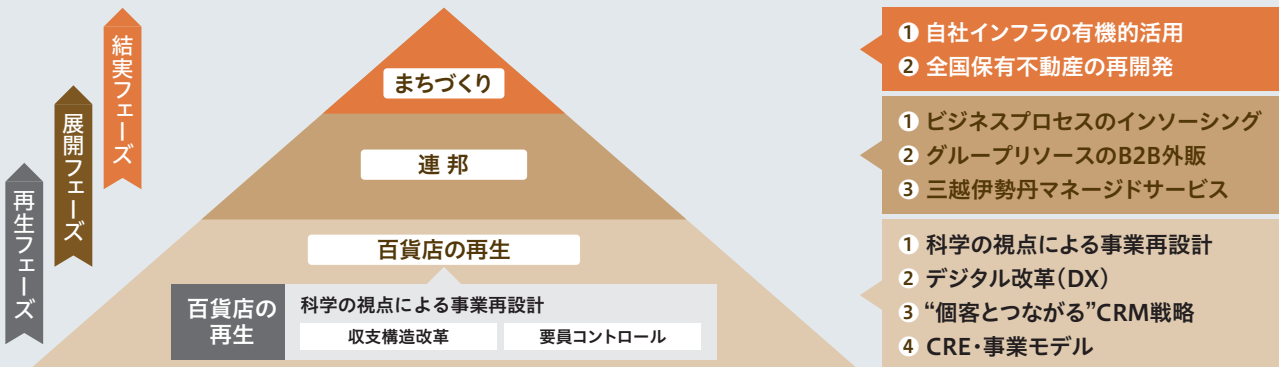 結実フェーズ
展開フェーズ
再生フェーズ
まちづくり
連邦
百貨店の再生
百貨店の
再生
科学の視点による事業再設計
収支構造改革
要員コントロール
❶ 自社インフラの有機的活用
❷ 全国保有不動産の再開発
❶ ビジネスプロセスのインソーシング
❷ グループリソースのB2B外販
❸ 三越伊勢丹マネージドサービス
❶ 科学の視点による事業再設計
❷ デジタル改革(DX)
❸ “個客とつながる”CRM戦略
❹ CRE・事業モデル